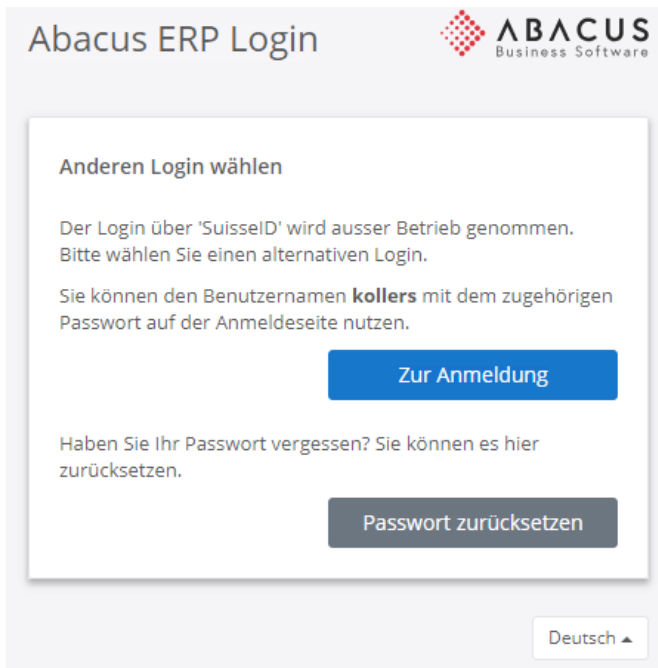 Abacus ERP Login
ABACUS
Business Software
Anderen Login wählen
Der Login über 'SuisseID' wird ausser Betrieb genommen.
Bitte wählen Sie einen alternativen Login.
Sie können den Benutzernamen kollers mit dem zugehörigen
Passwort auf der Anmeldeseite nutzen.
Zur Anmeldung
Haben Sie Ihr Passwort vergessen? Sie können es hier
zurücksetzen.
Passwort zurücksetzen
Deutsch